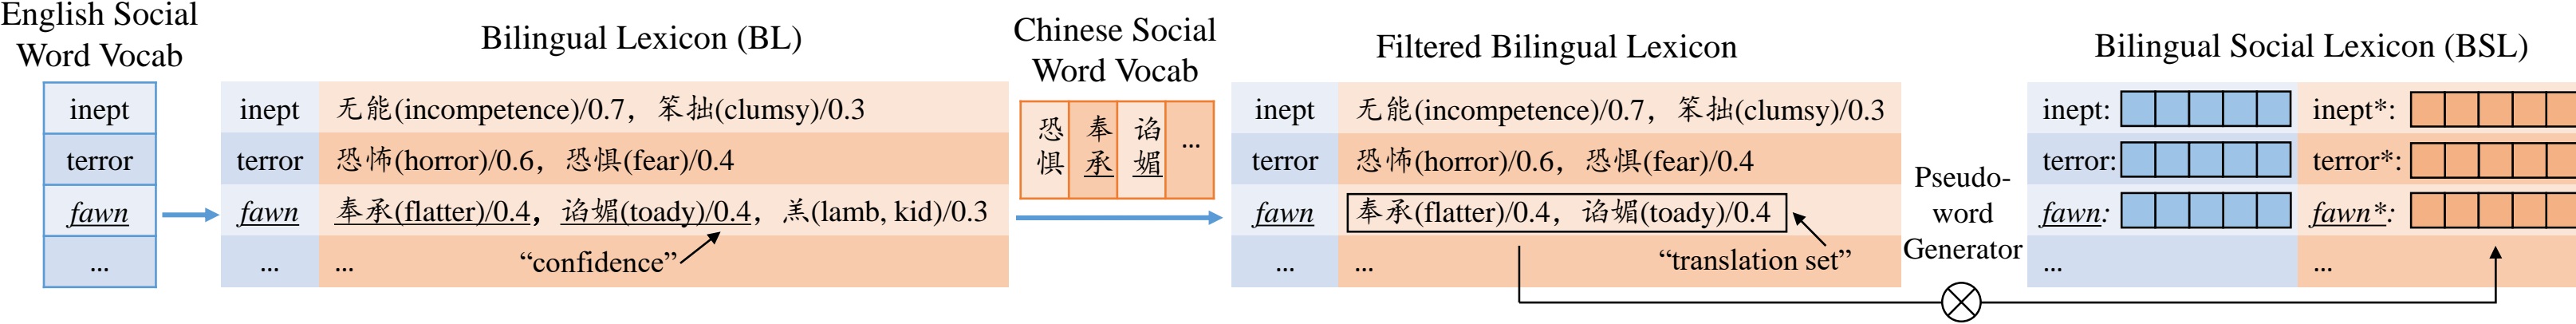 English Social
Word Vocab
inept
terror
fawn
...
Bilingual Lexicon (BL)
inept 无能(incompetence)/0.7，笨拙(clumsy)/0.3
terror 恐怖(horror)/0.6，恐惧(fear)/0.4
fawn 奉承(flatter)/0.4，谄媚(toady)/0.4，羔(lamb, kid)/0.3
... ...
“confidence”
Chinese Social
Word Vocab
恐惧
奉承
谄媚
...
Filtered Bilingual Lexicon
inept 无能(incompetence)/0.7，笨拙(clumsy)/0.3
terror 恐怖(horror)/0.6，恐惧(fear)/0.4
fawn 奉承(flatter)/0.4，谄媚(toady)/0.4
... ...
“translation set”
Pseudo-
word
Generator
Bilingual Social Lexicon (BSL)
inept: inept*:
terror: terror*:
fawn: fawn*:
... ...